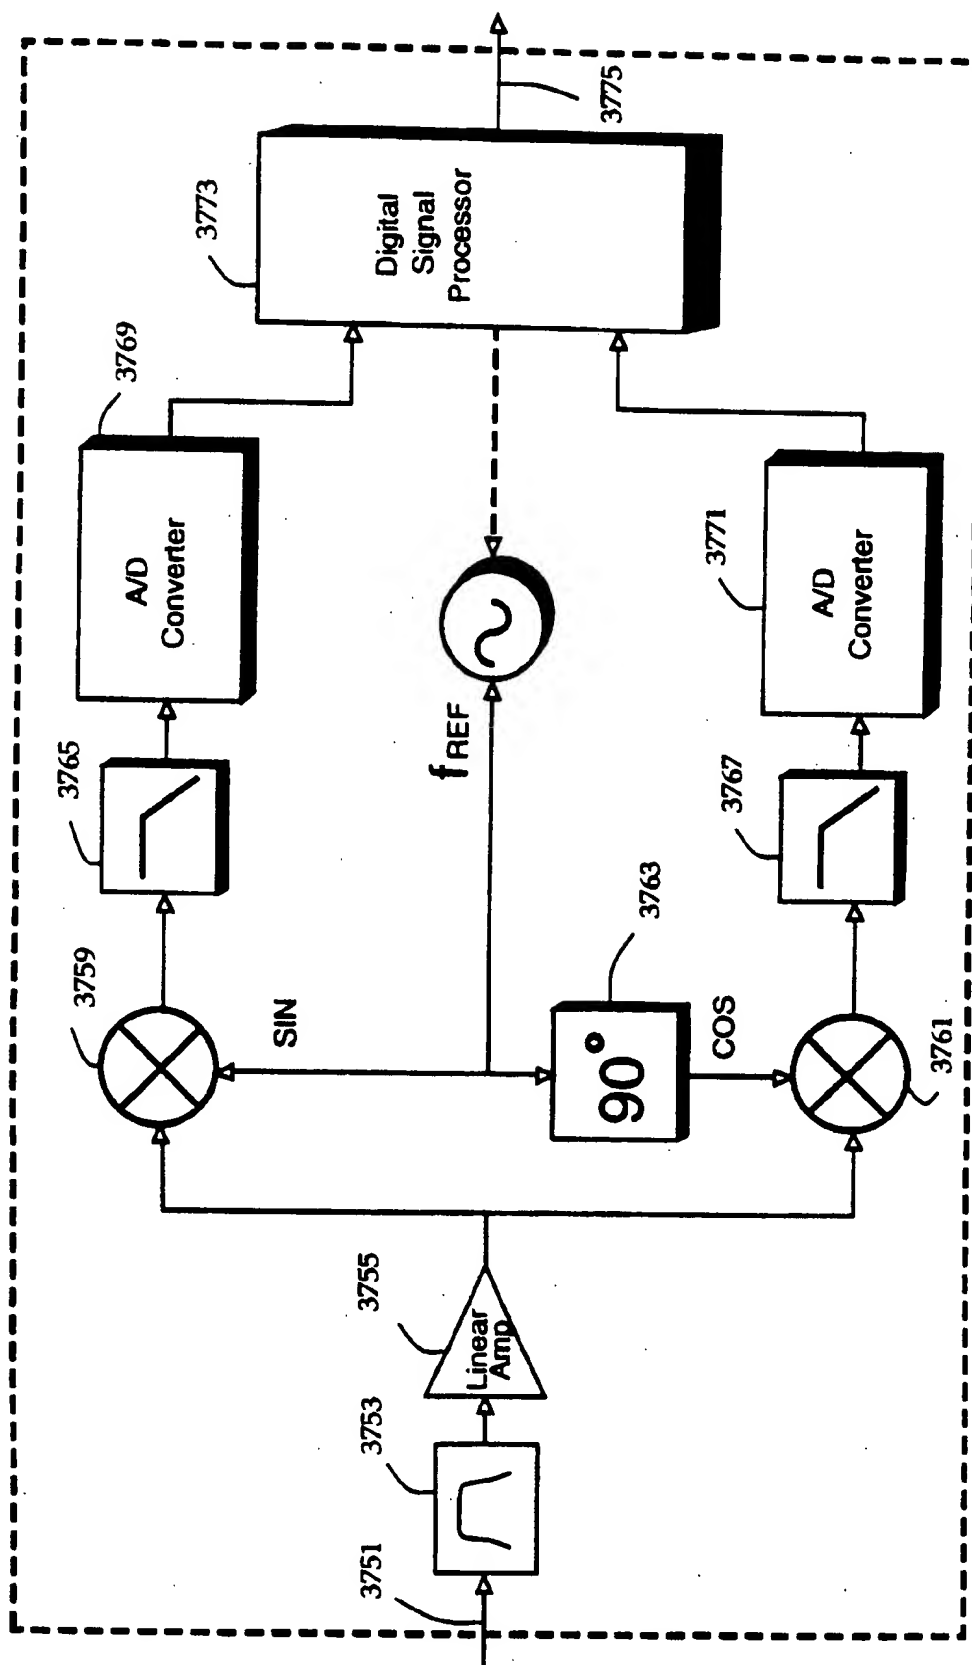 3751
3753
3755
Linear
Amp
3759
SIN
90°
3763
COS
3761
3765
fREF
3767
A/D
Converter
3769
A/D
Converter
3771
Digital
Signal
Processor
3773
3775